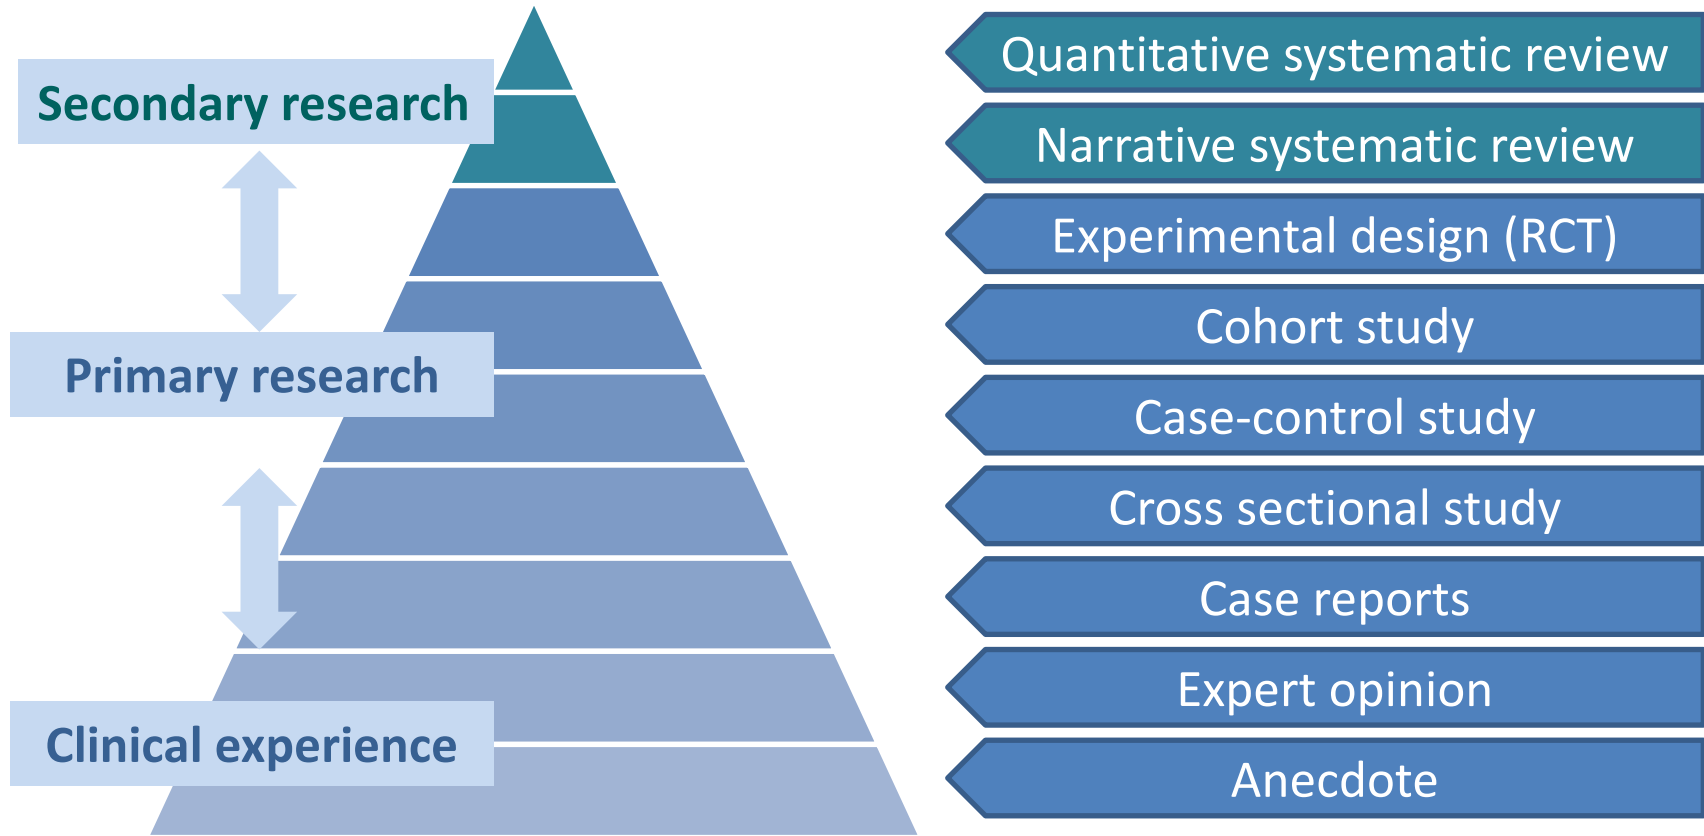 Secondary research
Primary research
Clinical experience
Quantitative systematic review
Narrative systematic review
Experimental design (RCT)
Cohort study
Case-control study
Cross sectional study
Case reports
Expert opinion
Anecdote